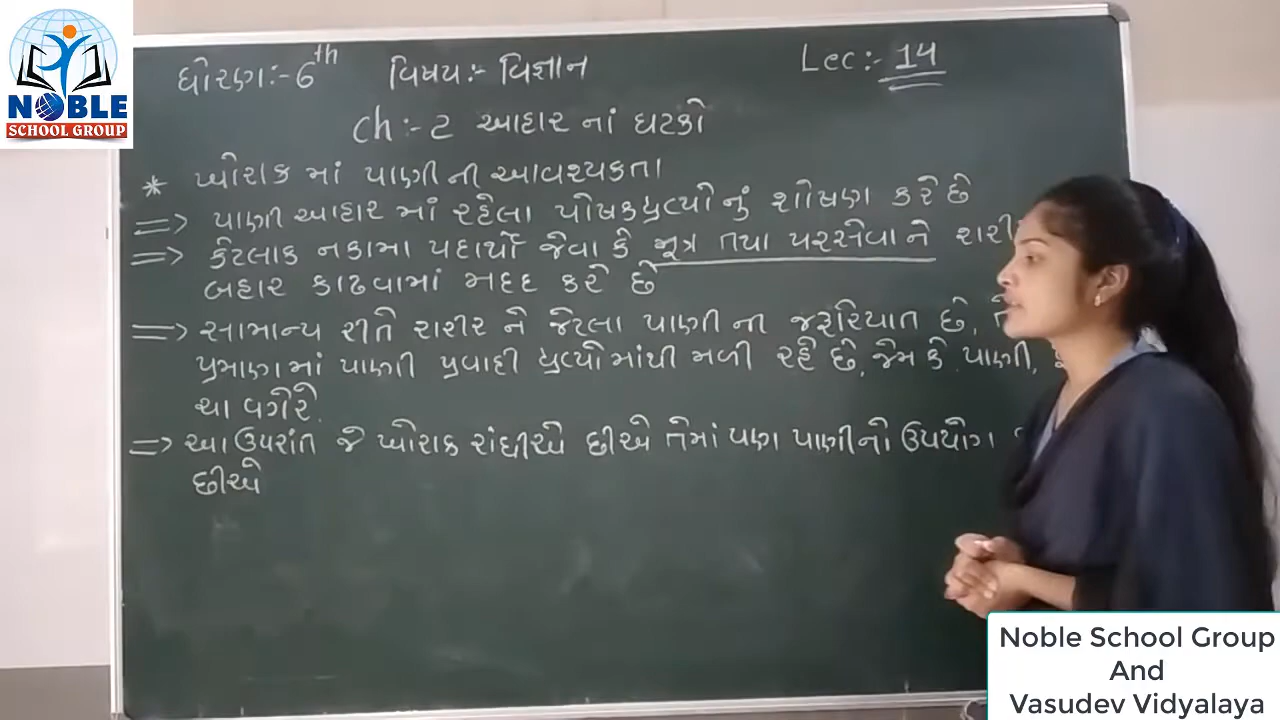 NOBLE
SCHOOL GROUP
ધોરણઃ- 6th વિષયઃ- વિજ્ઞાન Lec:- 14
ch:- 2 આહાર નાં ઘટકો
* ખોરાક માં પાણી ની આવશ્યકતા
=> પાણી આહાર માં રહેલા પોષકદ્રવ્યો નું શોષણ કરે છે
=> કેટલાક નકામા પદાર્થો જેવા કે મૂત્ર તથા પરસેવા ને
બહાર કાઢવામાં મદદ કરે છે
=> સામાન્ય રીતે શરીર ને જેટલા પાણી ની જરૂરિયાત છે,
પ્રમાણ માં પાણી પ્રવાહી દ્રવ્યો માંથી મળી રહે છે, જેમ કે પાણી,
ચા વગેરે.
=> આ ઉપરાંત જે ખોરાક રાંધીએ છીએ તેમાં પણ પાણીનો ઉપયોગ
છીએ
Noble School Group
And
Vasudev Vidyalaya